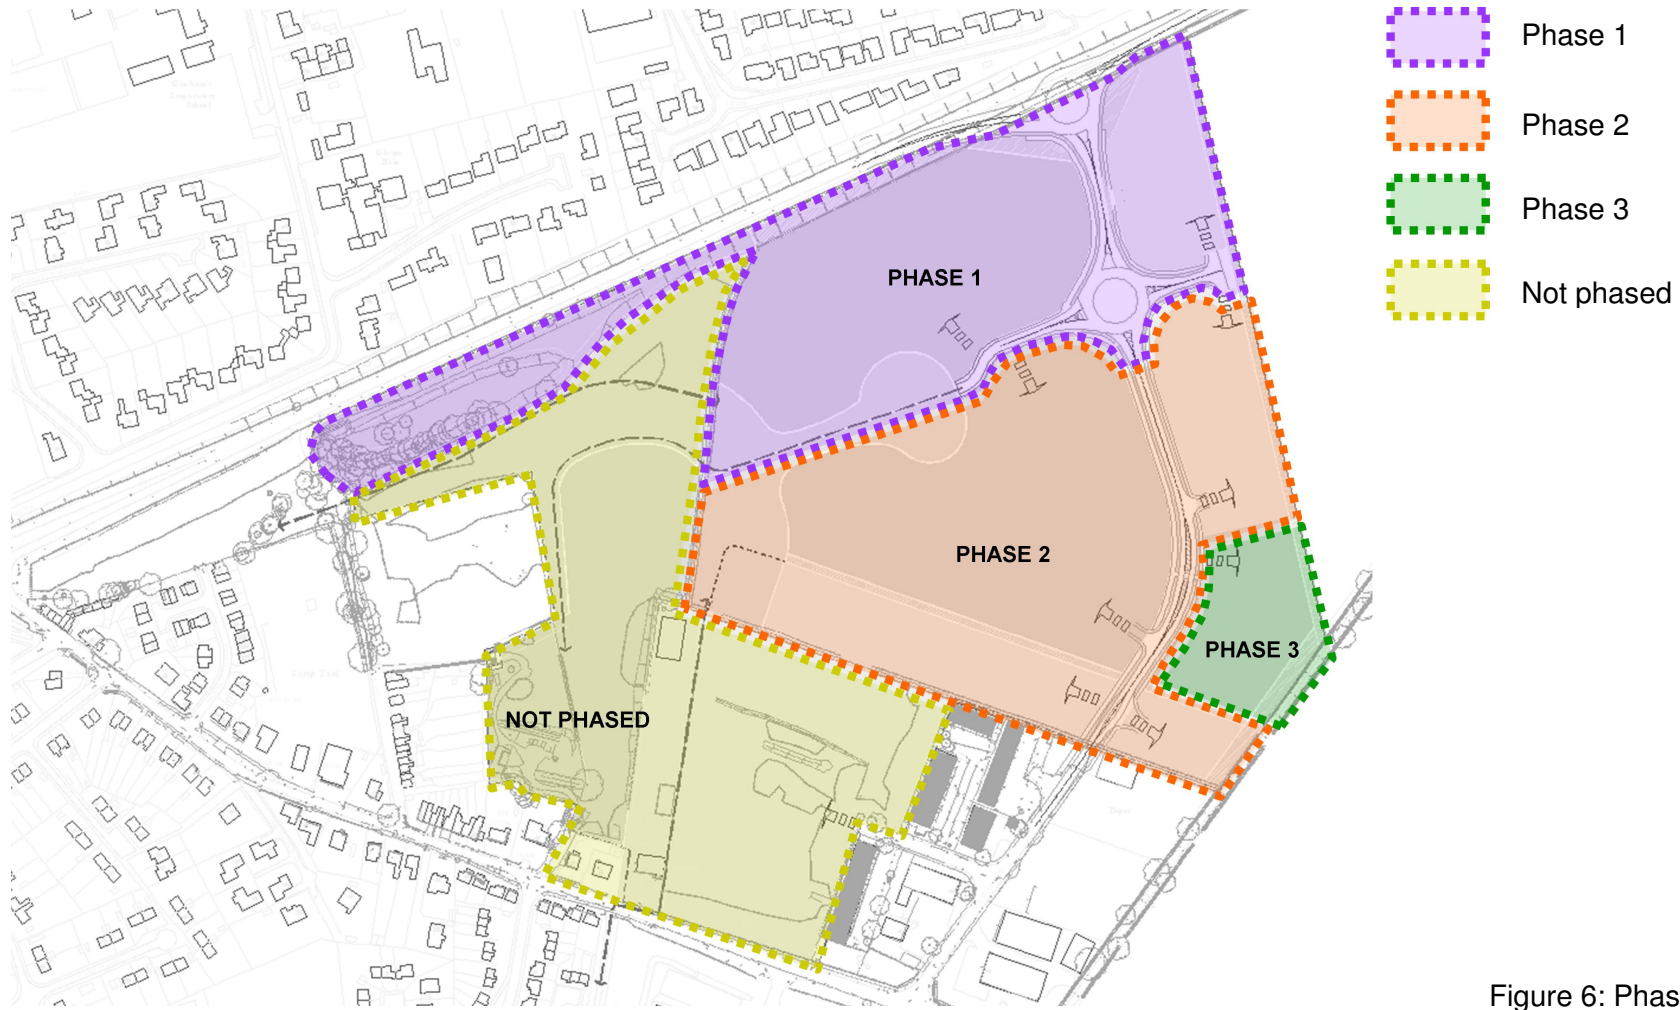 Phase 1
Phase 2
Phase 3
Not phased
PHASE 1
PHASE 2
PHASE 3
NOT PHASED
Figure 6: Phas